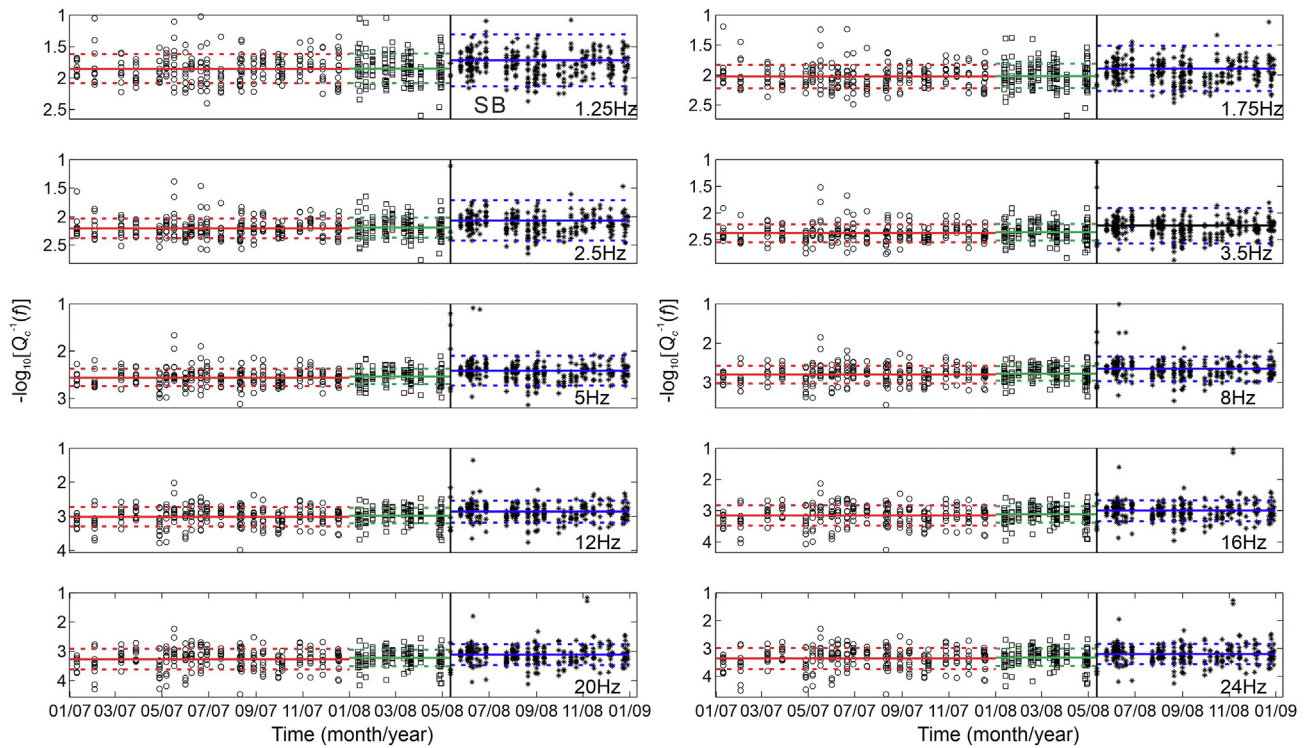 1
1.5
2
2.5
SB
1.25Hz
1
1.5
2
2.5
1.75Hz
1
1.5
2
2.5
2.5Hz
1
1.5
2
2.5
3.5Hz
-log₁₀[Q_c⁻¹(f)]
1
2
3
5Hz
-log₁₀[Q_c⁻¹(f)]
1
2
3
8Hz
1
2
3
4
12Hz
1
2
3
4
16Hz
1
2
3
4
20Hz
1
2
3
4
24Hz
01/07 03/07 05/07 07/07 09/07 11/07 01/08 03/08 05/08 07/08 09/08 11/08 01/09
Time (month/year)
01/07 03/07 05/07 07/07 09/07 11/07 01/08 03/08 05/08 07/08 09/08 11/08 01/09
Time (month/year)